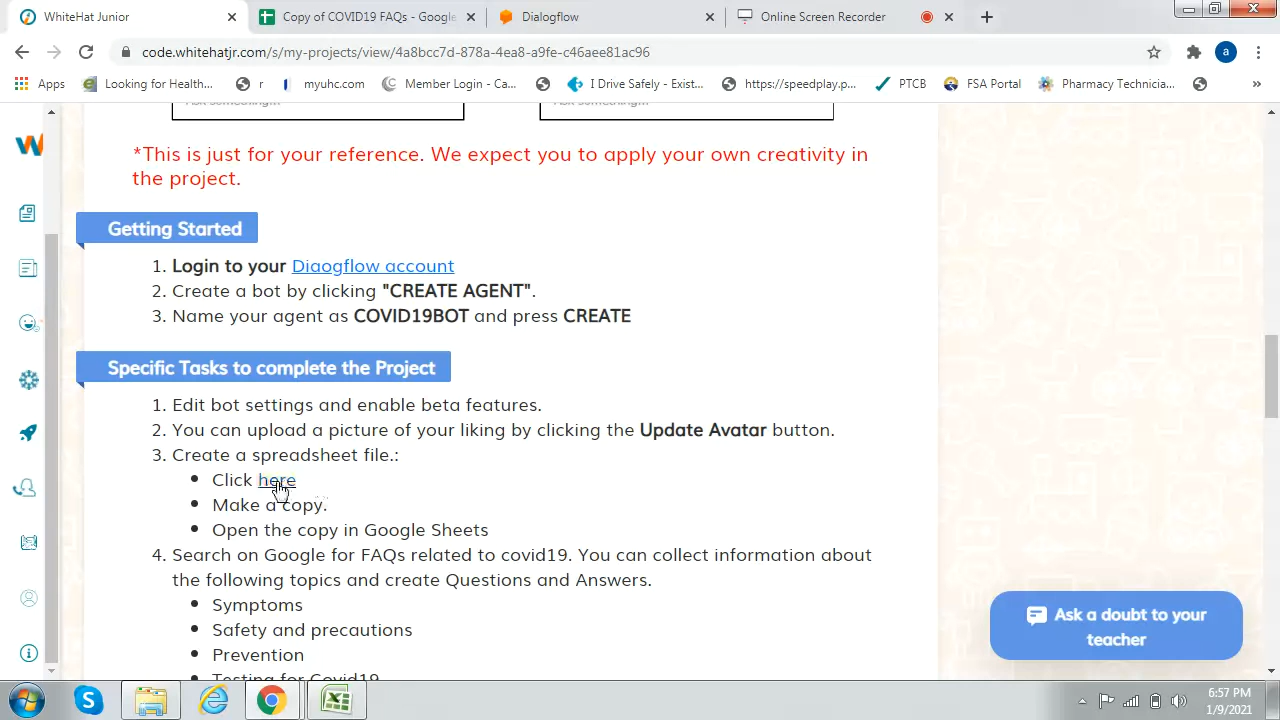 WhiteHat Junior
Copy of COVID19 FAQs - Google
Dialogflow
Online Screen Recorder
code.whitehatjr.com/s/my-projects/view/4a8bcc7d-878a-4ea8-a9fe-c46aee81ac96
a
Apps
Looking for Health...
r
myuhc.com
Member Login - Ca...
I Drive Safely - Exist...
https://speedplay.p...
PTCB
FSA Portal
Pharmacy Technicia...
»
Ask something...
Ask something...
*This is just for your reference. We expect you to apply your own creativity in
the project.
Getting Started
1. Login to your Diaogflow account
2. Create a bot by clicking "CREATE AGENT".
3. Name your agent as COVID19BOT and press CREATE
Specific Tasks to complete the Project
1. Edit bot settings and enable beta features.
2. You can upload a picture of your liking by clicking the Update Avatar button.
3. Create a spreadsheet file.:
• Click here
• Make a copy.
• Open the copy in Google Sheets
4. Search on Google for FAQs related to covid19. You can collect information about
the following topics and create Questions and Answers.
• Symptoms
• Safety and precautions
• Prevention
• Testing for Covid19
Ask a doubt to your
teacher
6:57 PM
1/9/2021